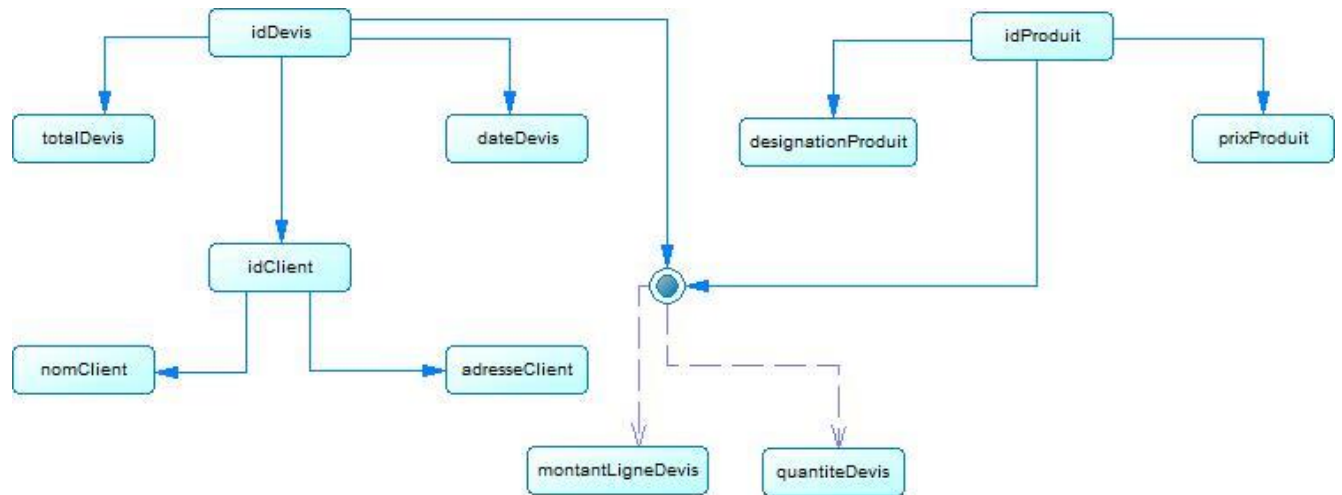 idDevis
idProduit
totalDevis
dateDevis
designationProduit
prixProduit
idClient
nomClient
adresseClient
montantLigneDevis
quantiteDevis